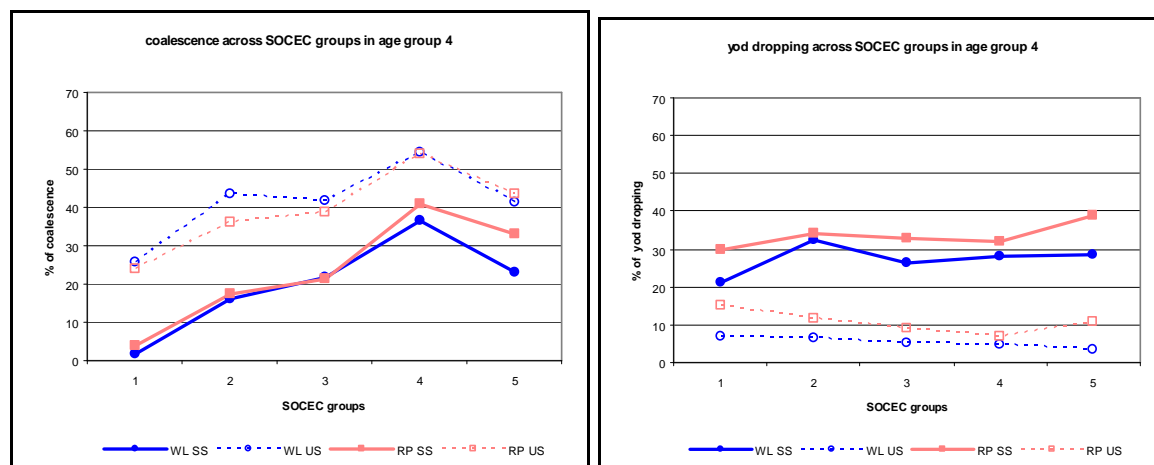 coalescence across SOCEC groups in age group 4
% of coalescence
70
60
50
40
30
20
10
0
1 2 3 4 5
SOCEC groups
WL SS WL US RP SS RP US
yod dropping across SOCEC groups in age group 4
% of yod dropping
70
60
50
40
30
20
10
0
1 2 3 4 5
SOCEC groups
WL SS WL US RP SS RP US